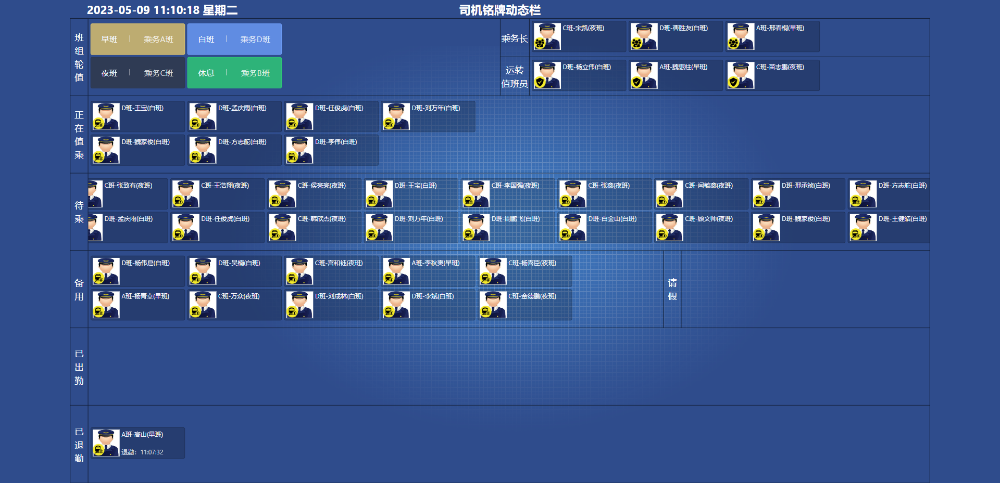 2023-05-09 11:10:18 星期二
司机铭牌动态栏
班组轮值
早班 | 乘务A班
白班 | 乘务D班
夜班 | 乘务C班
休息 | 乘务B班
乘务长
C班-宋凯(夜班)
D班-曹胜友(白班)
A班-邢春桐(早班)
运转
值班员
D班-杨立伟(白班)
A班-魏惠柱(早班)
C班-苗志鹏(夜班)
正在值乘
D班-王宝(白班)
D班-孟庆雨(白班)
D班-任俊虎(白班)
D班-刘万年(白班)
D班-魏家俊(白班)
D班-方志舵(白班)
D班-李伟(白班)
待乘
C班-张致有(夜班)
C班-王浩翔(夜班)
C班-侯亮亮(夜班)
D班-王宝(白班)
C班-李国强(夜班)
C班-张鑫(夜班)
C班-闫毓鑫(夜班)
D班-邢承祯(白班)
D班-方志舵(白班)
D班-孟庆雨(白班)
D班-任俊虎(白班)
C班-韩欣杰(夜班)
D班-刘万年(白班)
D班-周鹏飞(白班)
D班-白金山(白班)
C班-顾文帅(夜班)
D班-魏家俊(白班)
D班-王健皓(白班)
备用
D班-杨伟晨(白班)
D班-吴楠(白班)
C班-宫和钰(夜班)
A班-李秋爽(早班)
C班-杨喜臣(夜班)
A班-杨青卓(早班)
C班-万众(夜班)
D班-刘成林(白班)
D班-李斌(白班)
C班-金德鹏(夜班)
请假
已出勤
已退勤
A班-高山(早班)
退勤：11:07:32